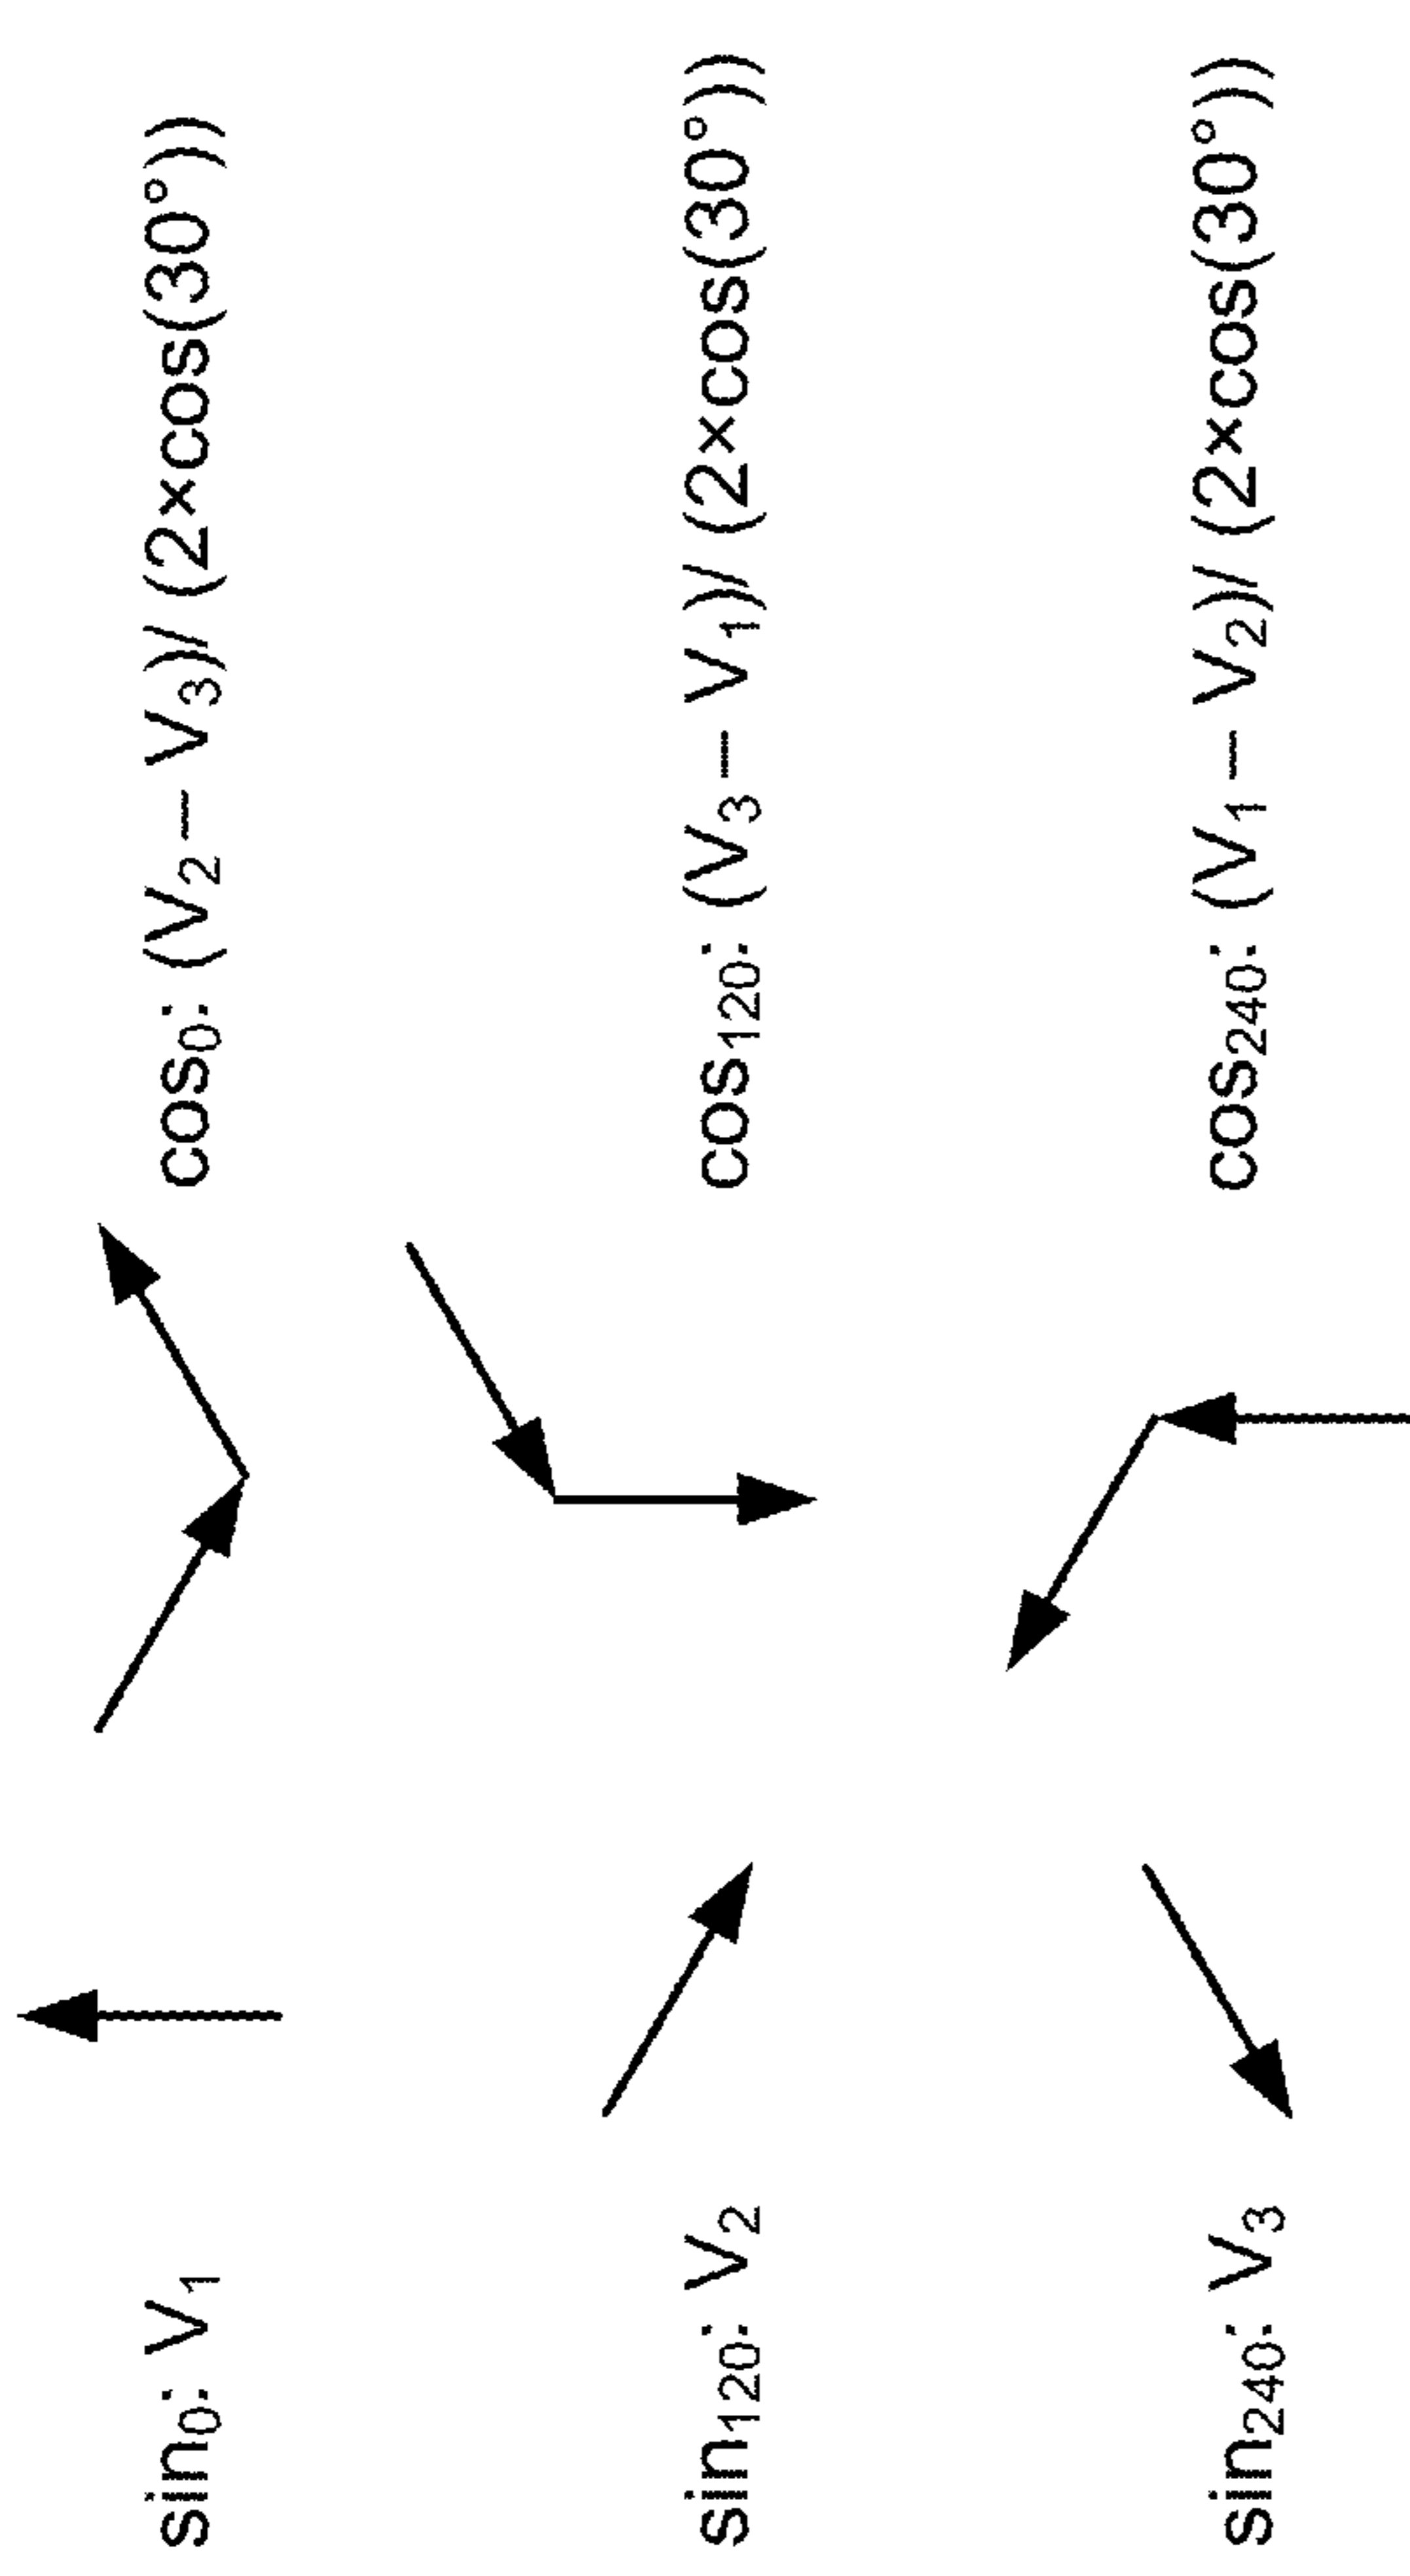 sin₀: V₁ cos₀: (V₂ – V₃)/ (2×cos(30°))
sin₁₂₀: V₂ cos₁₂₀: (V₃ – V₁)/ (2×cos(30°))
sin₂₄₀: V₃ cos₂₄₀: (V₁ – V₂)/ (2×cos(30°))